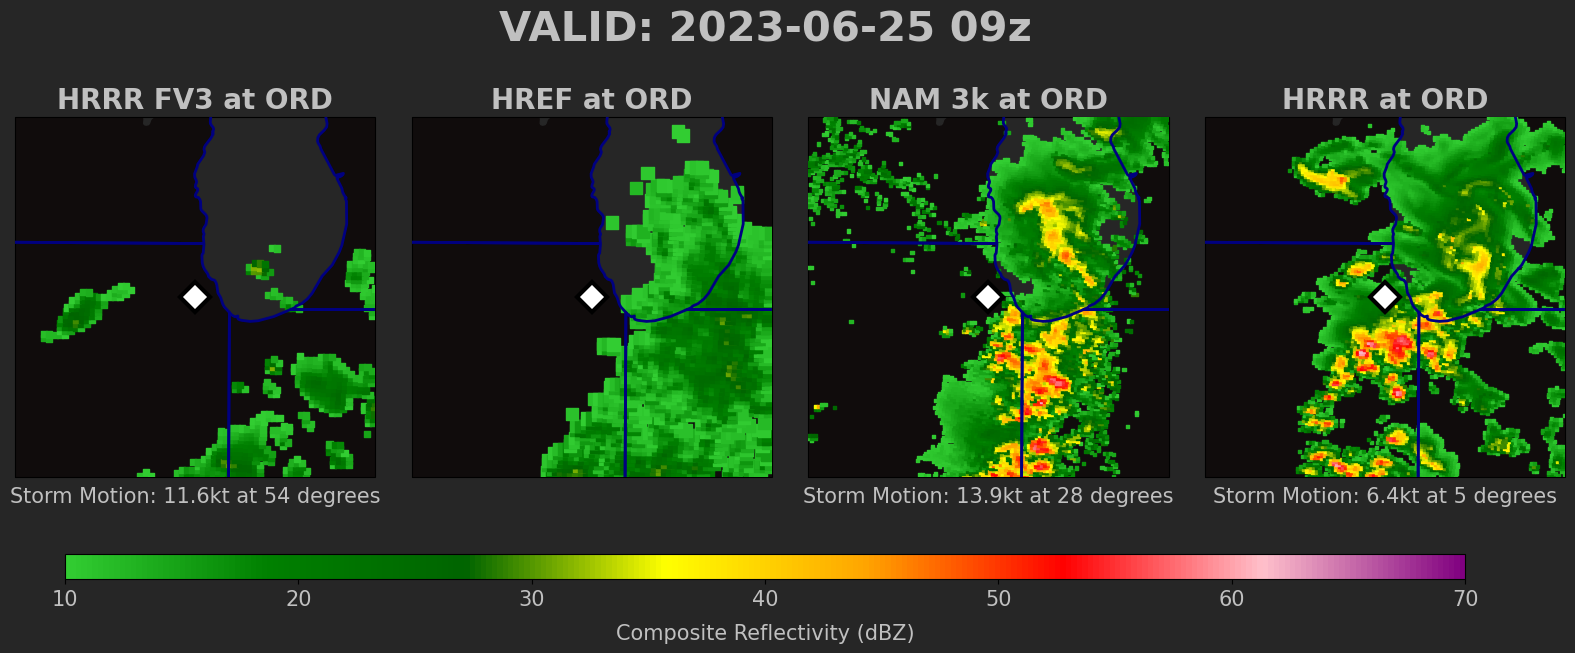 VALID: 2023-06-25 09z
HRRR FV3 at ORD
HREF at ORD
NAM 3k at ORD
HRRR at ORD
Storm Motion: 11.6kt at 54 degrees
Storm Motion: 13.9kt at 28 degrees
Storm Motion: 6.4kt at 5 degrees
10 20 30 40 50 60 70
Composite Reflectivity (dBZ)